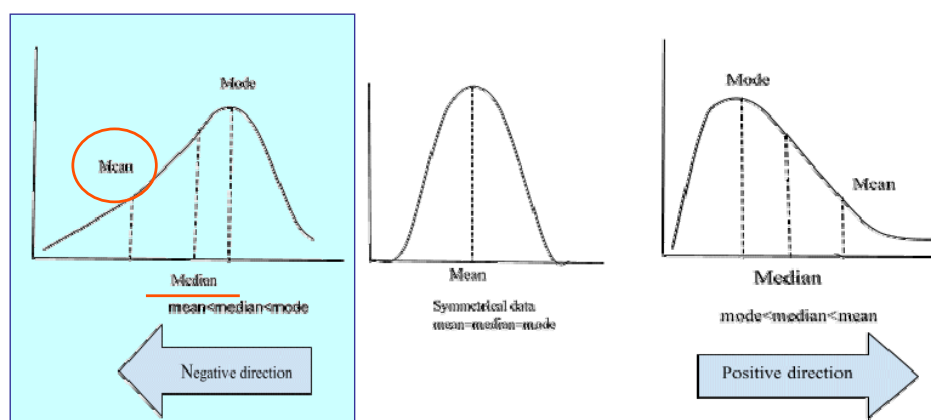 Mode
Mean
Median
mean<median<mode
Negative direction
Mean
Symmetrical data
mean=median=mode
Mode
Mean
Median
mode<median<mean
Positive direction